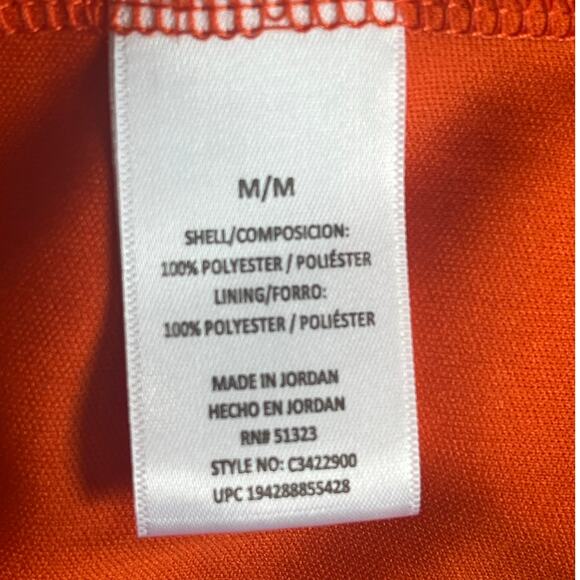 M/M
SHELL/COMPOSICION:
100% POLYESTER / POLIÉSTER
LINING/FORRO:
100% POLYESTER / POLIÉSTER
MADE IN JORDAN
HECHO EN JORDAN
RN# 51323
STYLE NO: C3422900
UPC 194288855428